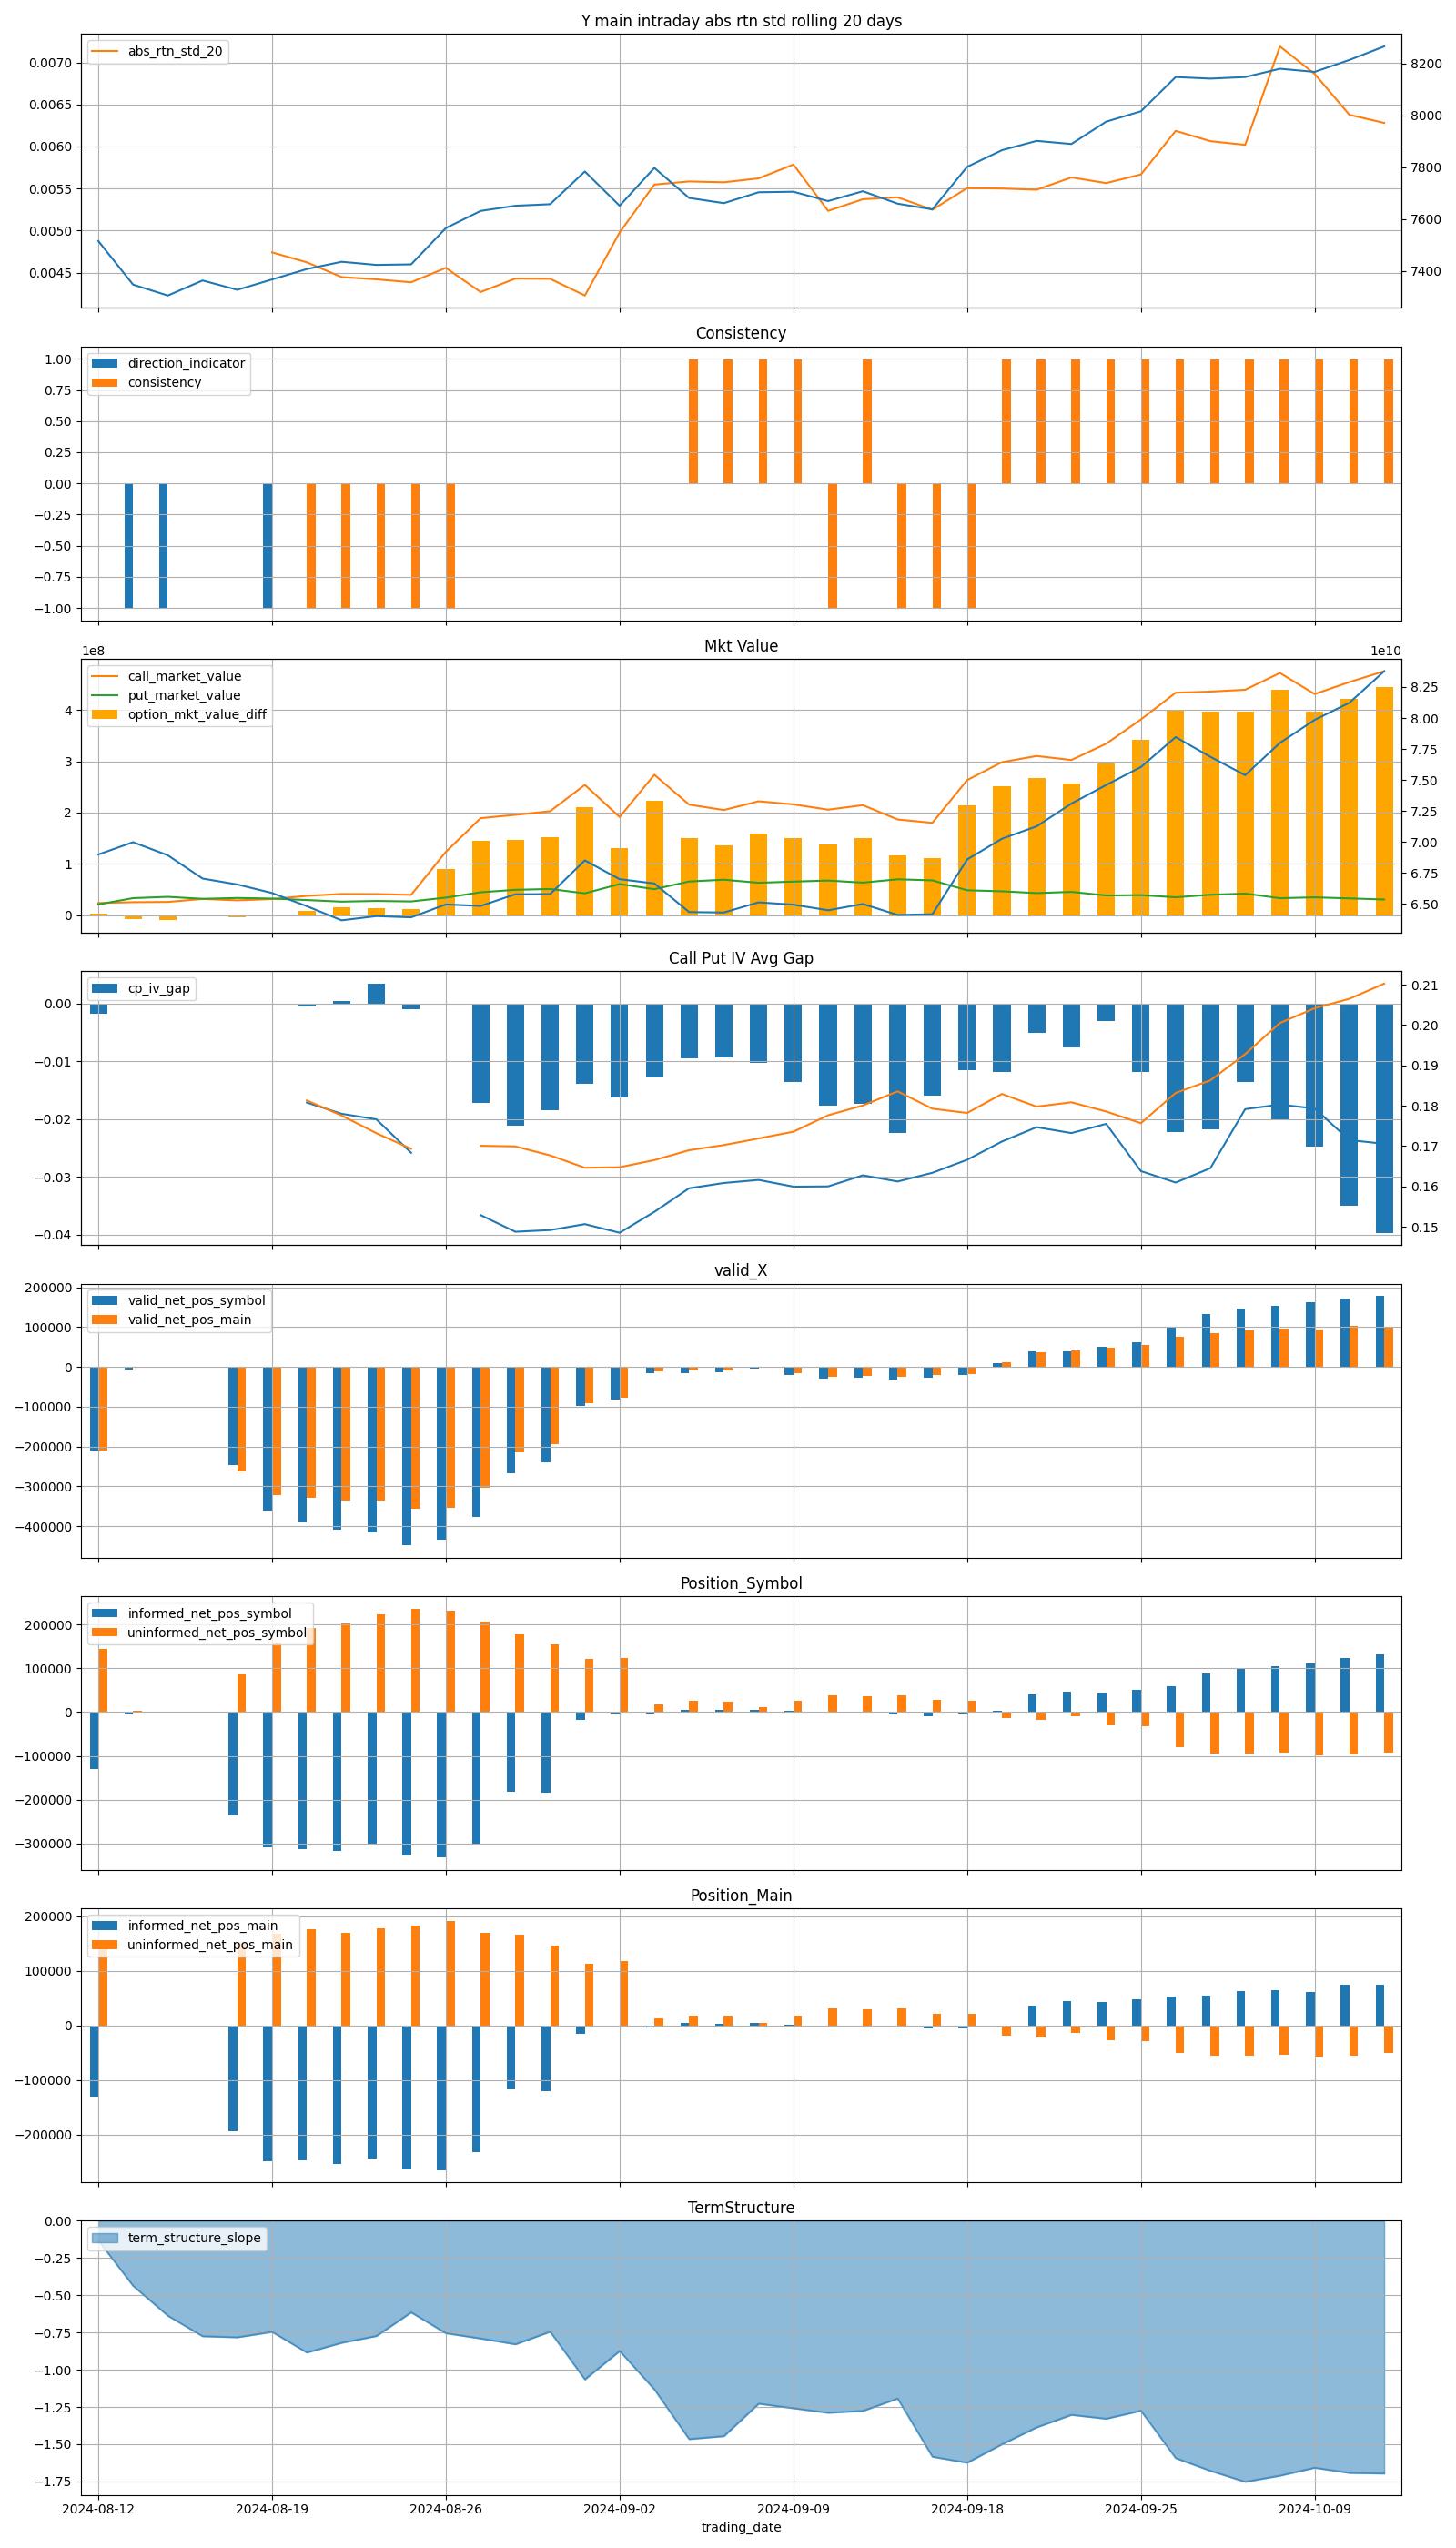 Y main intraday abs rtn std rolling 20 days
abs_rtn_std_20
0.0070
0.0065
0.0060
0.0055
0.0050
0.0045
8200
8000
7800
7600
7400
Consistency
direction_indicator
consistency
1.00
0.75
0.50
0.25
0.00
−0.25
−0.50
−0.75
−1.00
Mkt Value
1e8
1e10
call_market_value
put_market_value
option_mkt_value_diff
4
3
2
1
0
8.25
8.00
7.75
7.50
7.25
7.00
6.75
6.50
Call Put IV Avg Gap
cp_iv_gap
0.00
−0.01
−0.02
−0.03
−0.04
0.21
0.20
0.19
0.18
0.17
0.16
0.15
valid_X
valid_net_pos_symbol
valid_net_pos_main
200000
100000
0
−100000
−200000
−300000
−400000
Position_Symbol
informed_net_pos_symbol
uninformed_net_pos_symbol
200000
100000
0
−100000
−200000
−300000
Position_Main
informed_net_pos_main
uninformed_net_pos_main
200000
100000
0
−100000
−200000
TermStructure
term_structure_slope
0.00
−0.25
−0.50
−0.75
−1.00
−1.25
−1.50
−1.75
2024-08-12 2024-08-19 2024-08-26 2024-09-02 2024-09-09 2024-09-18 2024-09-25 2024-10-09
trading_date